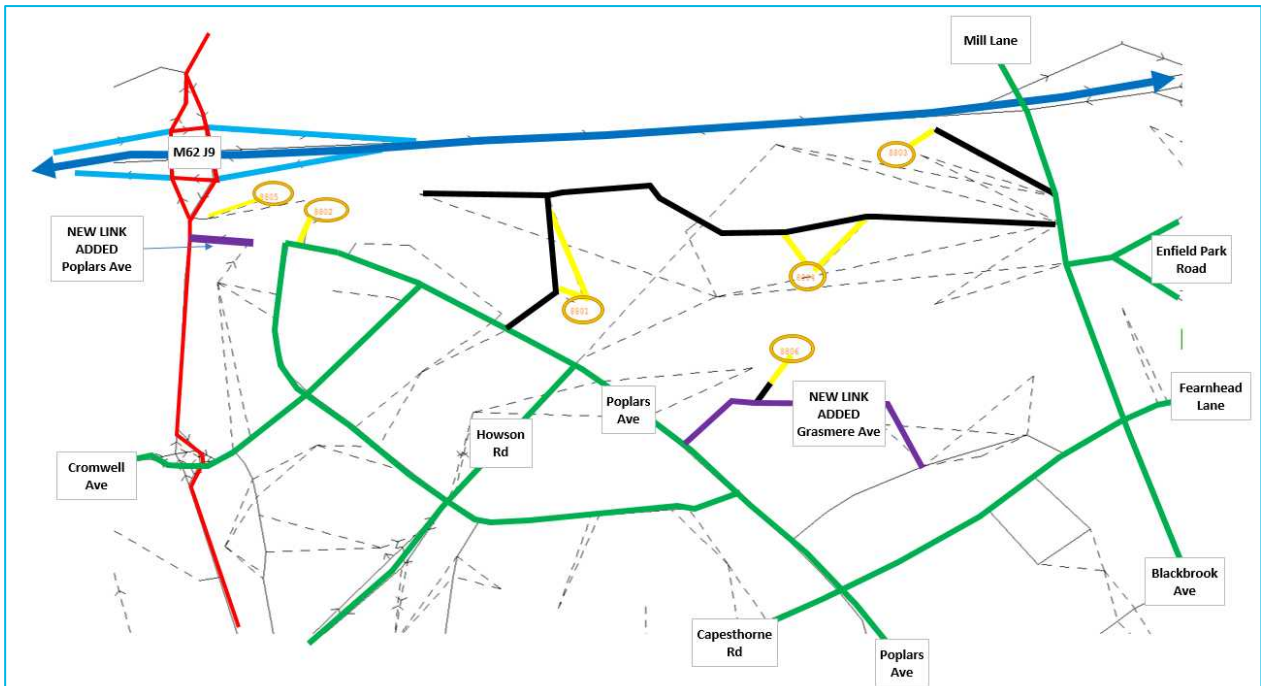 Mill Lane
M62 J9
NEW LINK
ADDED
Poplars Ave
Enfield Park
Road
Fearnhead
Lane
Poplars
Ave
NEW LINK
ADDED
Grasmere Ave
Howson
Rd
Cromwell
Ave
Blackbrook
Ave
Capesthorne
Rd
Poplars
Ave